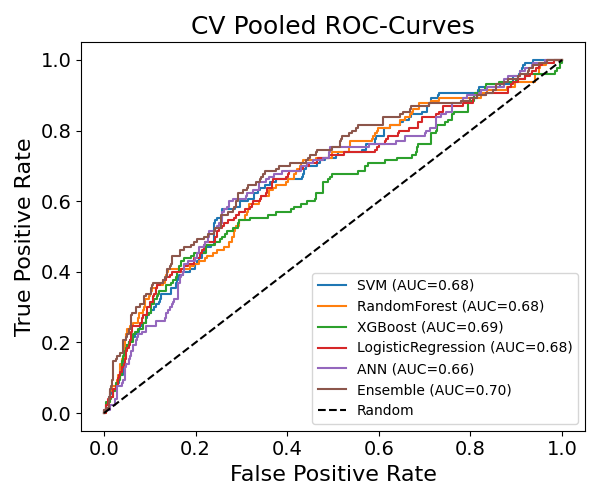 CV Pooled ROC-Curves
True Positive Rate
1.0
0.8
0.6
0.4
0.2
0.0
SVM (AUC=0.68)
RandomForest (AUC=0.68)
XGBoost (AUC=0.69)
LogisticRegression (AUC=0.68)
ANN (AUC=0.66)
Ensemble (AUC=0.70)
Random
0.0 0.2 0.4 0.6 0.8 1.0
False Positive Rate